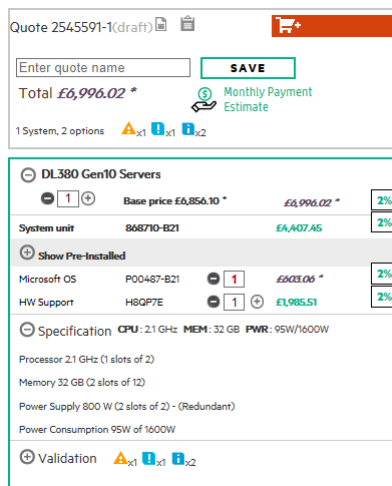 Quote 2545591-1(draft)
Enter quote name
SAVE
Total £6,996.02 *
Monthly Payment
Estimate
1 System, 2 options x1 x1 x2
DL380 Gen10 Servers
1 Base price £6,856.10 * £6,996.02 * 2%
System unit 868710-B21 £4,407.45 2%
Show Pre-Installed
Microsoft OS P00487-B21 1 £603.06 * 2%
HW Support H8QP7E 1 £1,985.51 2%
Specification CPU: 2.1 GHz MEM: 32 GB PWR: 95W/1600W
Processor 2.1 GHz (1 slots of 2)
Memory 32 GB (2 slots of 12)
Power Supply 800 W (2 slots of 2) - (Redundant)
Power Consumption 95W of 1600W
Validation x1 x1 x2